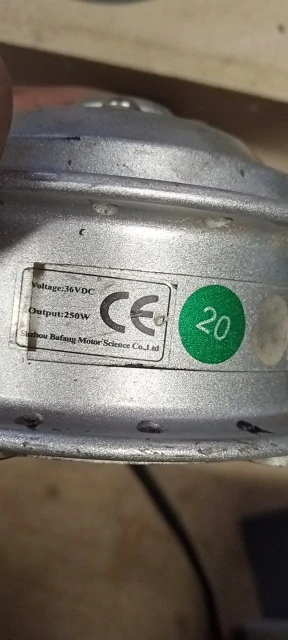 Voltage:36VDC
Output:250W
CE
Suzhou Bafang Motor Science Co.,Ltd
20